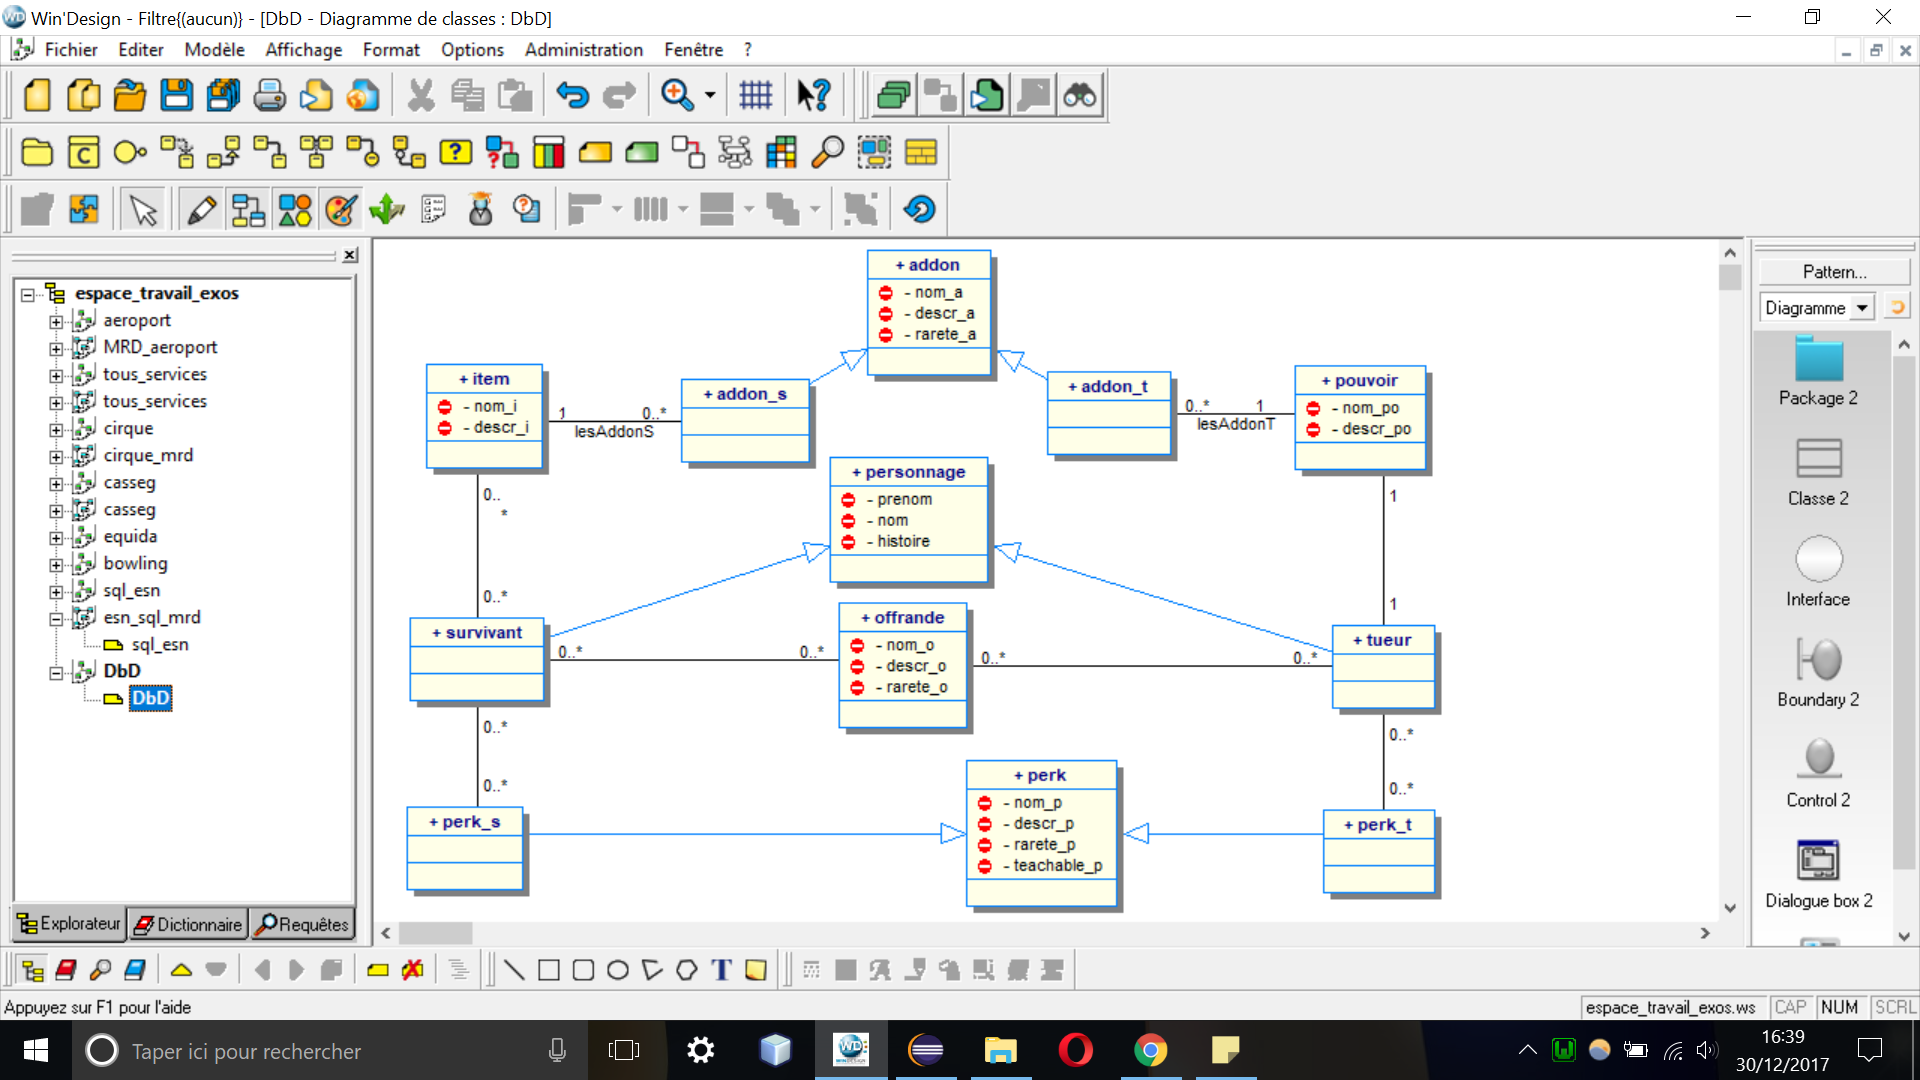 Win'Design - Filtre{(aucun)} - [DbD - Diagramme de classes : DbD]
Fichier Editer Modèle Affichage Format Options Administration Fenêtre ?
espace_travail_exos
aeroport
MRD_aeroport
tous_services
tous_services
cirque
cirque_mrd
casseg
casseg
equida
bowling
sql_esn
esn_sql_mrd
sql_esn
DbD
DbD
Explorateur Dictionnaire Requêtes
+ addon
- nom_a
- descr_a
- rarete_a
+ item
- nom_i
- descr_i
1 0..*
lesAddonS
+ addon_s
+ addon_t
0..* 1
lesAddonT
+ pouvoir
- nom_po
- descr_po
+ personnage
- prenom
- nom
- histoire
0..
*
0..*
1
1
+ survivant
0..* 0..*
+ offrande
- nom_o
- descr_o
- rarete_o
0..* 0..*
+ tueur
0..*
0..*
0..*
0..*
+ perk_s
+ perk
- nom_p
- descr_p
- rarete_p
- teachable_p
+ perk_t
Pattern...
Diagramme
Package 2
Classe 2
Interface
Boundary 2
Control 2
Dialogue box 2
Appuyez sur F1 pour l'aide
espace_travail_exos.ws CAP NUM SCRL
Taper ici pour rechercher
16:39
30/12/2017